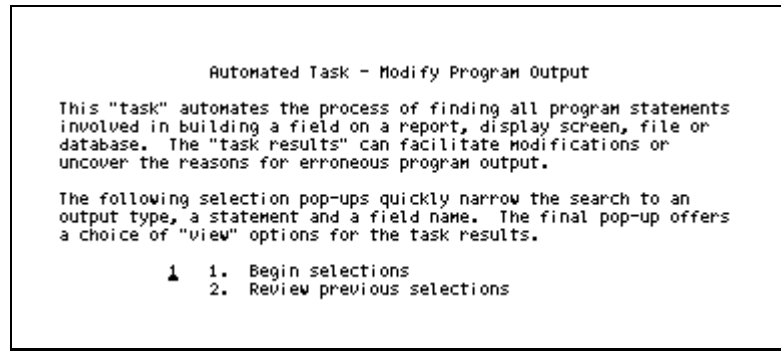 Automated Task - Modify Program Output
This "task" automates the process of finding all program statements
involved in building a field on a report, display screen, file or
database. The "task results" can facilitate modifications or
uncover the reasons for erroneous program output.
The following selection pop-ups quickly narrow the search to an
output type, a statement and a field name. The final pop-up offers
a choice of "view" options for the task results.
1 1. Begin selections
2. Review previous selections